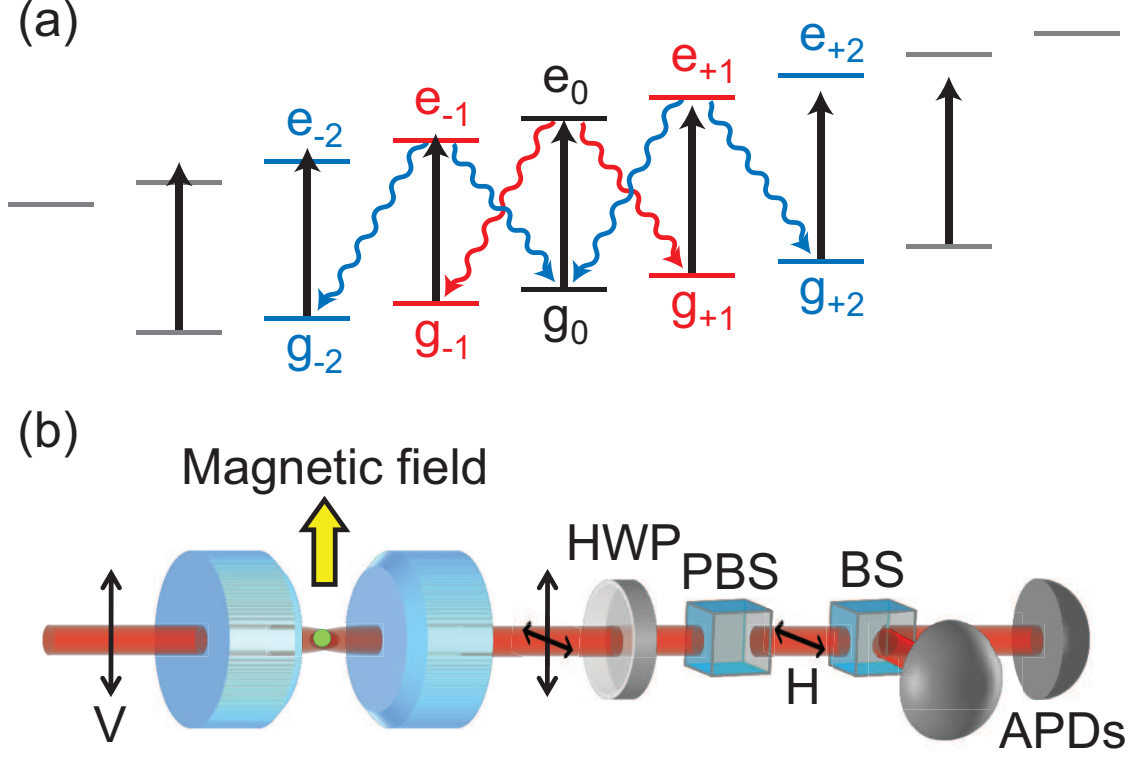 (a)
e₋₂ e₋₁ e₀ e₊₁ e₊₂
g₋₂ g₋₁ g₀ g₊₁ g₊₂
(b)
Magnetic field
HWP PBS BS
V H APDs